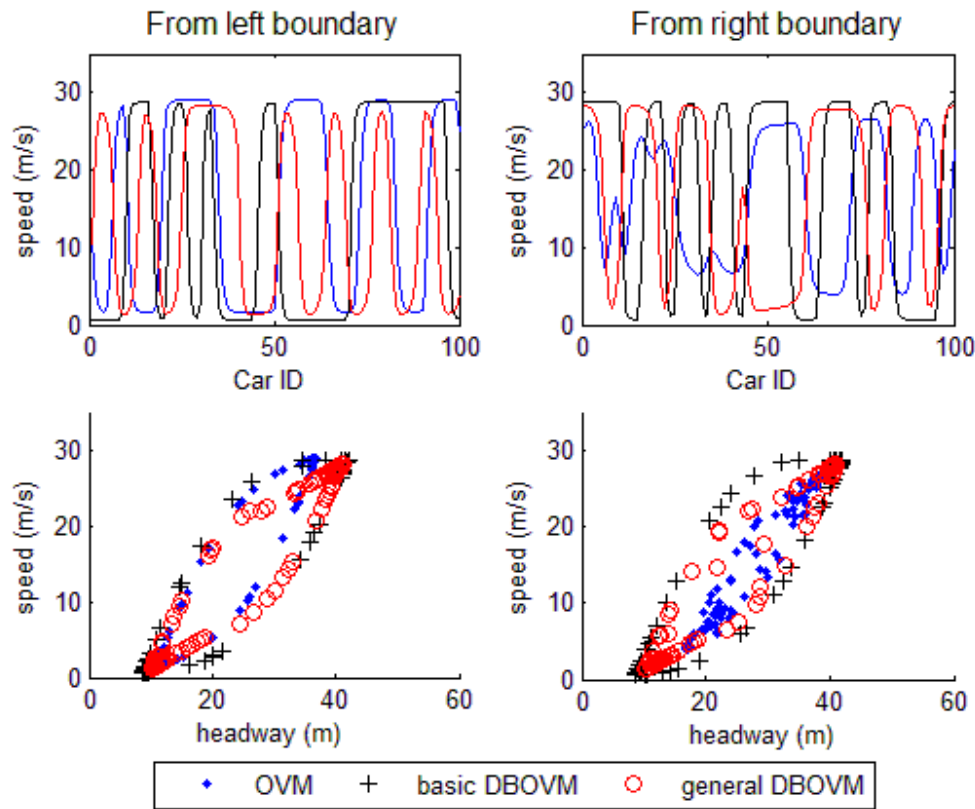 From left boundary
From right boundary
30
20
10
0
speed (m/s)
0
50
100
Car ID
30
20
10
0
speed (m/s)
0
50
100
Car ID
30
20
10
0
speed (m/s)
0
20
40
60
headway (m)
30
20
10
0
speed (m/s)
0
20
40
60
headway (m)
OVM
basic DBOVM
general DBOVM